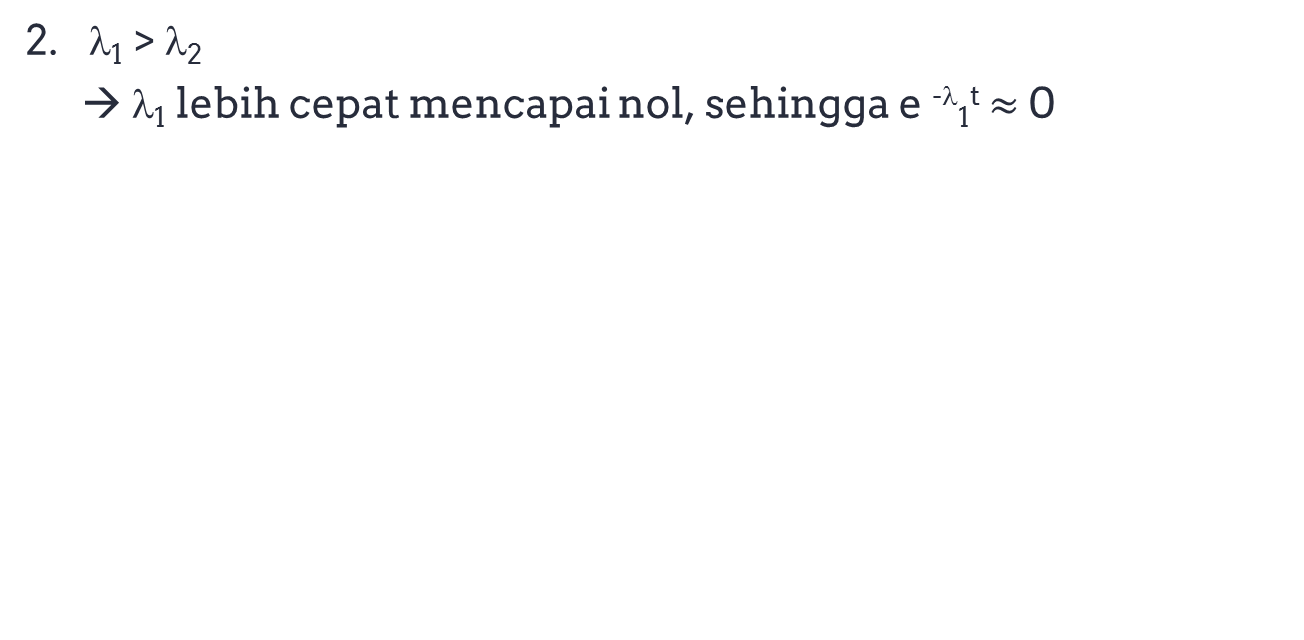 2. λ₁ > λ₂
→ λ₁ lebih cepat mencapai nol, sehingga e ^-λ₁t ≈ 0